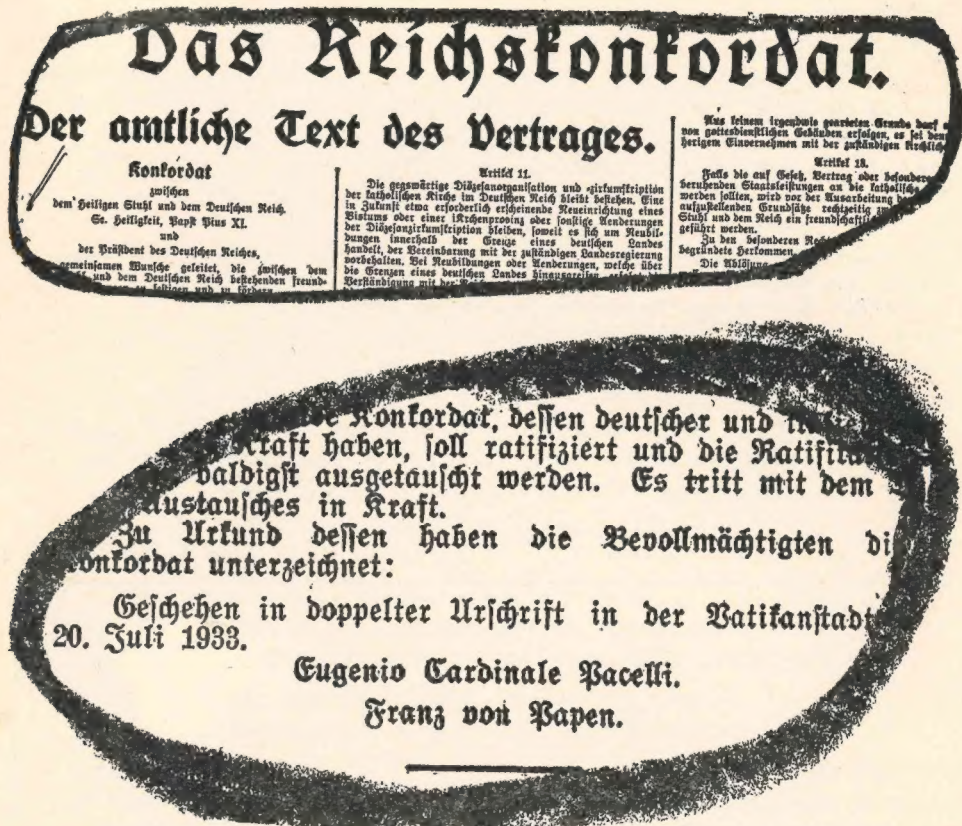 Das Reichskonkordat.
Der amtliche Text des Vertrages.
Konkordat
zwischen
dem Heiligen Stuhl und dem Deutschen Reich.
Se. Heiligkeit, Papst Pius XI.
und
der Präsident des Deutschen Reiches,
gemeinsamen Wunsche geleitet, die zwischen dem
und dem Deutschen Reich bestehenden freund-
zu festigen und zu fördern
Artikel 11.
Die gegenwärtige Diözesanorganisation und -zirkumskription
der katholischen Kirche im Deutschen Reich bleibt bestehen. Eine
in Zukunft etwa erforderlich erscheinende Neueinrichtung eines
Bistums oder einer Kirchenprovinz oder sonstige Aenderungen
der Diözesanzirkumskription bleiben, soweit es sich um Neubil-
dungen innerhalb der Grenze eines deutschen Landes
handelt, der Vereinbarung mit der zuständigen Landesregierung
vorbehalten. Bei Neubildungen oder Aenderungen, welche über
die Grenzen eines deutschen Landes hinausgreifen,
Verständigung mit der
Aus keinem irgendwie gearteten Grunde darf
von gottesdienstlichen Gebäuden erfolgen, es sei denn
herigem Einvernehmen mit der zuständigen kirchlich
Artikel 18.
Falls die auf Gesetz, Vertrag oder besonderen
beruhenden Staatsleistungen an die katholische
werden sollten, wird vor der Ausarbeitung der
aufzustellenden Grundsätze rechtzeitig
Stuhl und dem Reich ein freundschaftliches
geführt werden.
Zu den besonderen
begründete Herkommen.
Die Ablösung
Konkordat, dessen deutscher und
Kraft haben, soll ratifiziert und die
baldigst ausgetauscht werden. Es tritt mit dem
Austausches in Kraft.
Zu Urkund dessen haben die Bevollmächtigten
Konkordat unterzeichnet:
Geschehen in doppelter Urschrift in der Vatikanstadt
20. Juli 1933.
Eugenio Cardinale Pacelli.
Franz von Papen.